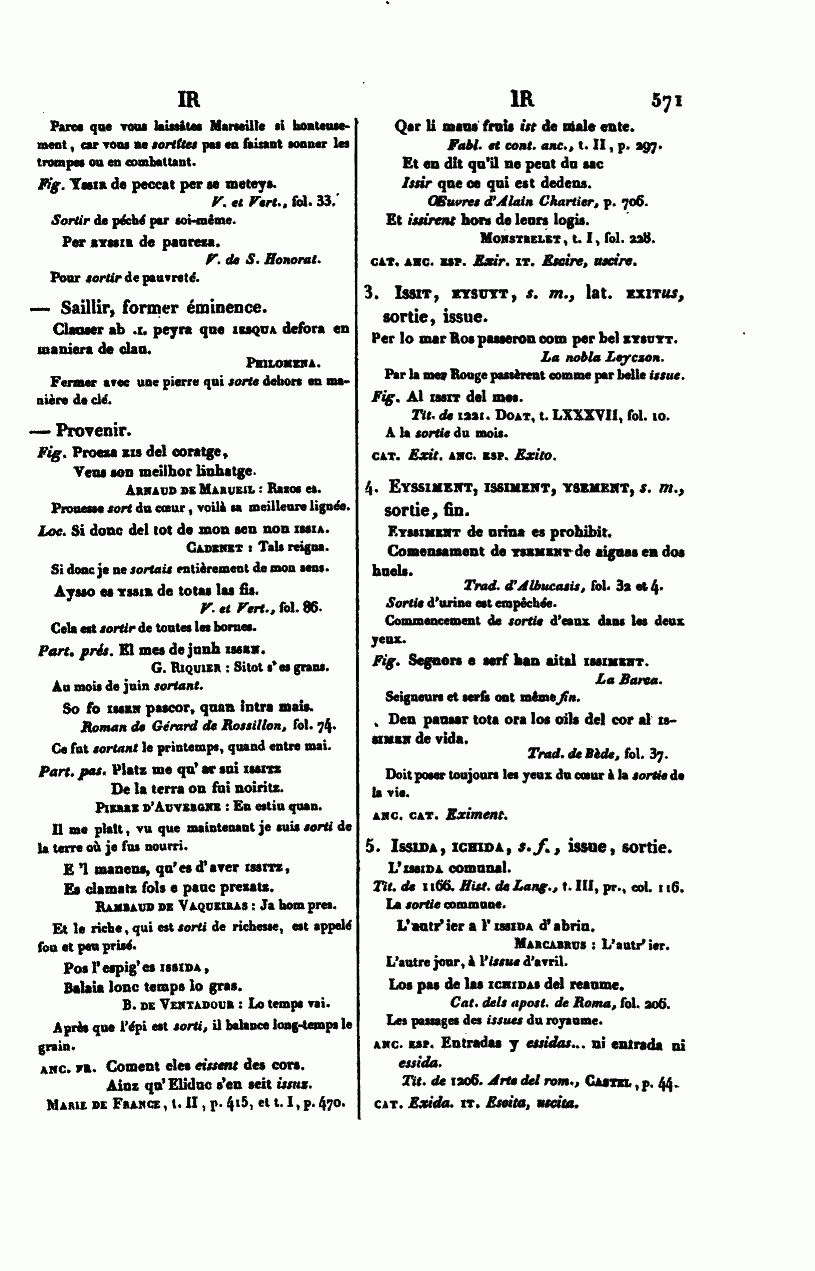 IR
IR 571
Parce que vous laissâtes Marseille si honteuse-
ment, car vous ne sortîtes pas en faisant sonner les
trompes ou en combattant.
Fig. Yssir de peccat per se meteys.
V. et Vert., fol. 33.
Sortir de péché par soi-même.
Per eyssir de paureza.
V. de S. Honorat.
Pour sortir de pauvreté.
— Saillir, former éminence.
Clauser ab .I. peyra que iesqua defora en
maniera de clau.
Philomena.
Fermer avec une pierre qui sorte dehors en ma-
nière de clé.
— Provenir.
Fig. Proeza eis del coratge,
Vens son meilhor linhatge.
Arnaud de Marueil : Razos es.
Prouesse sort du cœur, voilà sa meilleure lignée.
Loc. Si donc del tot de mon sen non issia.
Cadenet : Tals reigna.
Si donc je ne sortais entièrement de mon sens.
Aysso es yssir de totas las fis.
V. et Vert., fol. 86.
Cela est sortir de toutes les bornes.
Part. prés. El mes de junh issen.
G. Riquier : Sitot s'es grans.
Au mois de juin sortant.
So fo issen pascor, quan intra mais.
Roman de Gérard de Rossillon, fol. 74.
Ce fut sortant le printemps, quand entre mai.
Part. pas. Platz me qu' er sui issitz
De la terra on fui noiritz.
Pierre d'Auvergne : En estiu quan.
Il me plaît, vu que maintenant je suis sorti de
la terre où je fus nourri.
E 'l manens, qu'es d'aver issitz,
Es clamatz fols e pauc prezatz.
Rambaud de Vaqueiras : Ja hom pres.
Et le riche, qui est sorti de richesse, est appelé
fou et peu prisé.
Pos l'espig' es issida,
Balaia lonc temps lo gras.
B. de Ventadour : Lo temps vai.
Après que l'épi est sorti, il balance long-temps le
grain.
anc. fr. Coment eles eissent des cors.
Ainz qu'Eliduc s'en seit issuz.
Marie de France, t. II, p. 415, et t. I, p. 470.
Qar li maus fruis ist de male ente.
Fabl. et cont. anc., t. II, p. 297.
Et en dit qu'il ne peut du sac
Issir que ce qui est dedens.
Œuvres d'Alain Chartier, p. 706.
Et issirent hors de leurs logis.
Monstrelet, t. I, fol. 228.
cat. anc. esp. Exir. it. Escire, uscire.
3. Issit, eysuyt, s. m., lat. exitus,
sortie, issue.
Per lo mar Ros passeron com per bel eysuyt.
La nobla Leyczon.
Par la mer Rouge passèrent comme par belle issue.
Fig. Al issit del mes.
Tit. de 1221. Doat, t. LXXXVII, fol. 10.
A la sortie du mois.
cat. Exit. anc. esp. Exito.
4. Eyssiment, issiment, ysement, s. m.,
sortie, fin.
Eyssiment de urina es prohibit.
Comensament de ysement de aiguas en dos
huels.
Trad. d'Albucasis, fol. 32 et 4.
Sortie d'urine est empêchée.
Commencement de sortie d'eaux dans les deux
yeux.
Fig. Segnors e serf han aital issiment.
La Barca.
Seigneurs et serfs ont même fin.
Den pausar tota ora los oils del cor al is-
simen de vida.
Trad. de Bède, fol. 37.
Doit poser toujours les yeux du cœur à la sortie de
la vie.
anc. cat. Eximent.
5. Issida, ichida, s. f., issue, sortie.
L'issida comunal.
Tit. de 1166. Hist. de Lang., t. III, pr., col. 116.
La sortie commune.
L'autr'ier a l'issida d'abriu.
Marcabrus : L'autr'ier.
L'autre jour, à l'issue d'avril.
Los pas de las ichidas del reaume.
Cat. dels apost. de Roma, fol. 206.
Les passages des issues du royaume.
anc. esp. Entradas y essidas... ni entrada ni
essida.
Tit. de 1206. Arte del rom., Castel, p. 44.
cat. Exida. it. Escita, uscita.